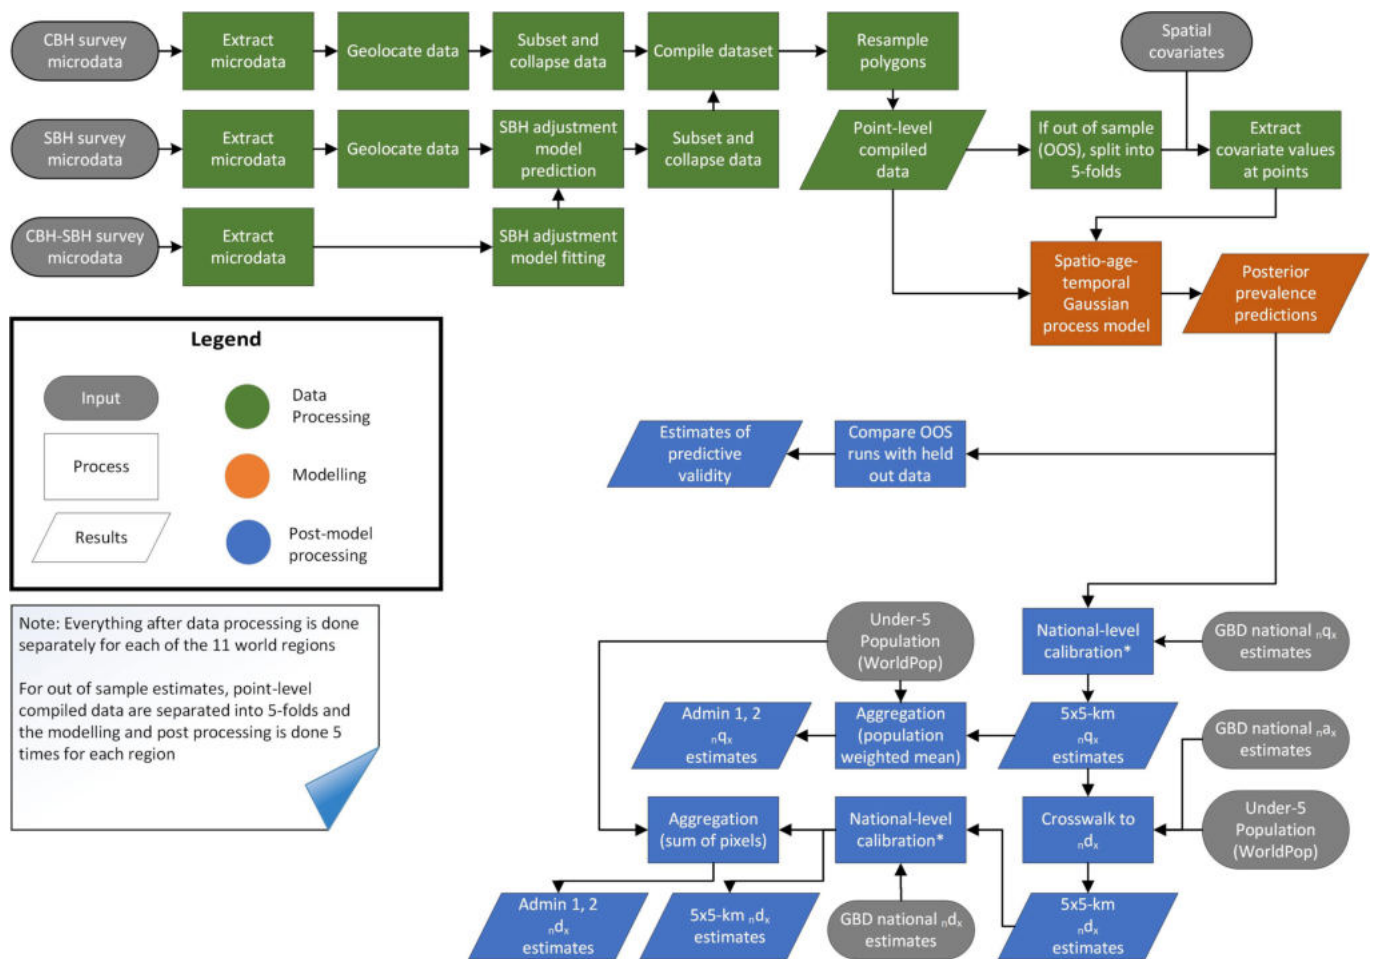 CBH survey
microdata
Extract
microdata
Geolocate data
Subset and
collapse data
Compile dataset
Resample
polygons
Spatial
covariates
SBH survey
microdata
Extract
microdata
Geolocate data
SBH adjustment
model
prediction
Subset and
collapse data
Point-level
compiled
data
If out of sample
(OOS), split into
5-folds
Extract
covariate values
at points
CBH-SBH survey
microdata
Extract
microdata
SBH adjustment
model fitting
Spatio-age-
temporal
Gaussian
process model
Posterior
prevalence
predictions
Legend
Input
Data
Processing
Process
Modelling
Results
Post-model
processing
Estimates of
predictive
validity
Compare OOS
runs with held
out data
Note: Everything after data processing is done
separately for each of the 11 world regions
For out of sample estimates, point-level
compiled data are separated into 5-folds and
the modelling and post processing is done 5
times for each region
Under-5
Population
(WorldPop)
National-level
calibration*
GBD national nqx
estimates
Admin 1, 2
nqx
estimates
Aggregation
(population
weighted mean)
5x5-km
nqx
estimates
GBD national nax
estimates
Aggregation
(sum of pixels)
National-level
calibration*
Crosswalk to
ndx
Under-5
Population
(WorldPop)
Admin 1, 2
ndx
estimates
5x5-km ndx
estimates
GBD national ndx
estimates
5x5-km
ndx
estimates